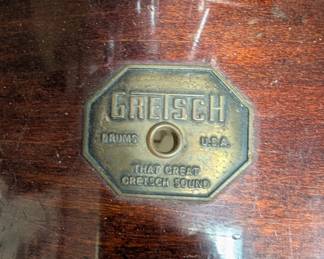 GRETSCH
DRUMS U.S.A.
THAT GREAT
GRETSCH SOUND